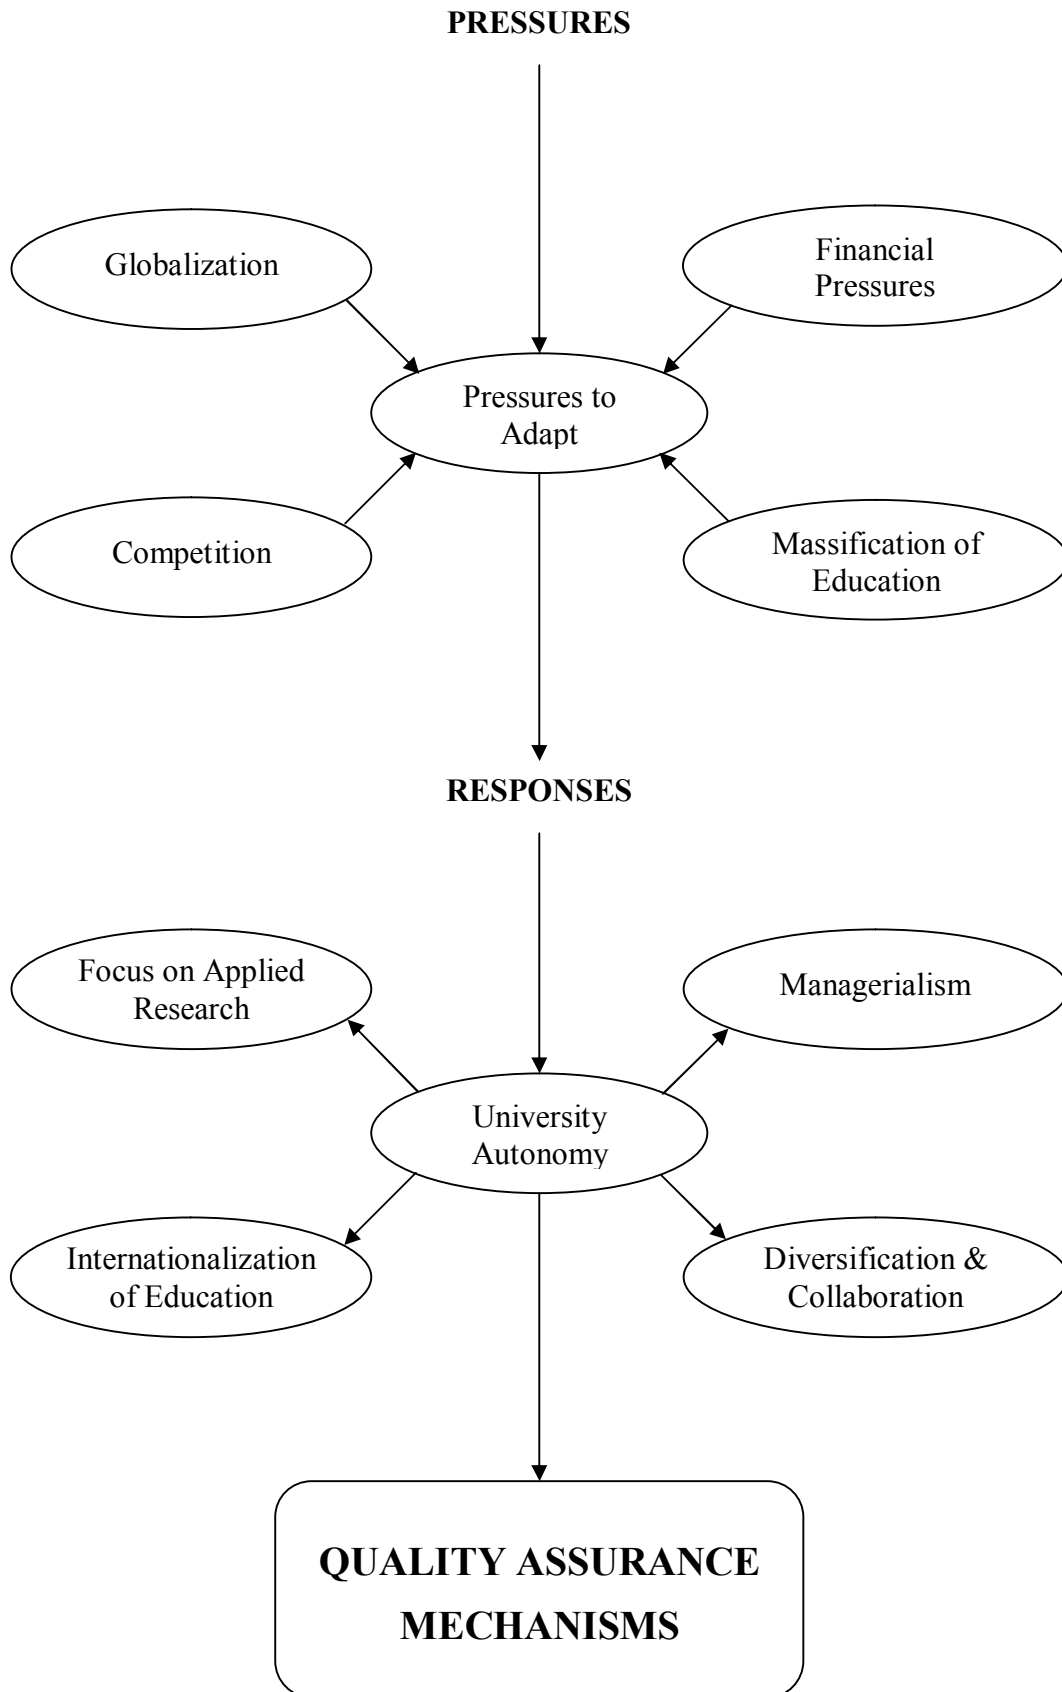 PRESSURES
Globalization
Financial
Pressures
Pressures to
Adapt
Competition
Massification of
Education
RESPONSES
Focus on Applied
Research
Managerialism
University
Autonomy
Internationalization
of Education
Diversification &
Collaboration
QUALITY ASSURANCE
MECHANISMS